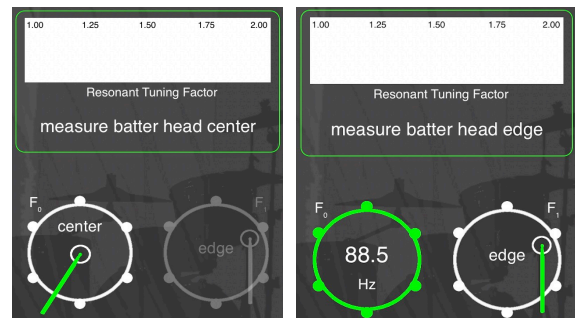 1.00 1.25 1.50 1.75 2.00
Resonant Tuning Factor
measure batter head center
F0 F1
center
edge
1.00 1.25 1.50 1.75 2.00
Resonant Tuning Factor
measure batter head edge
F0 F1
88.5
Hz
edge